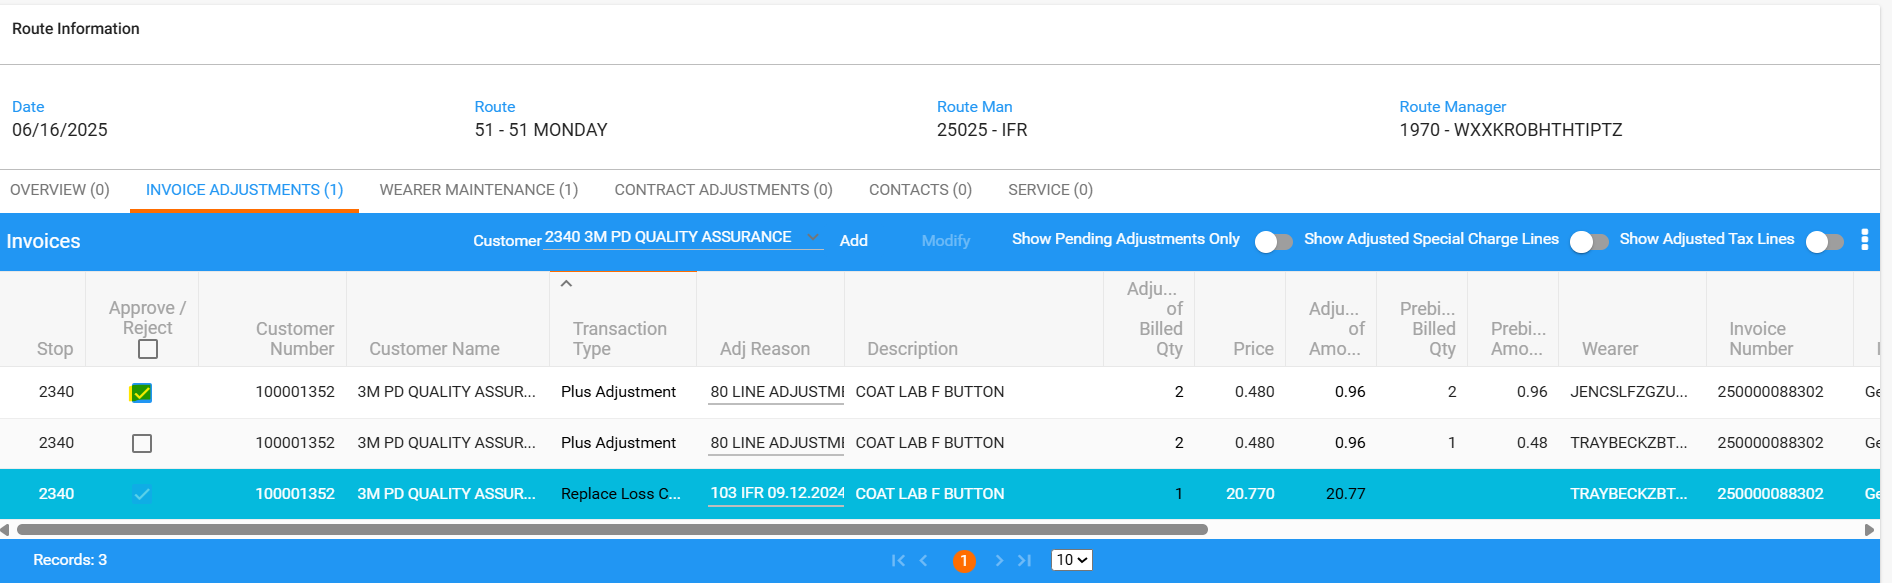 Route Information
Date Route Route Man Route Manager
06/16/2025 51 - 51 MONDAY 25025 - IFR 1970 - WXXKROBHTHTIPTZ
OVERVIEW (0) INVOICE ADJUSTMENTS (1) WEARER MAINTENANCE (1) CONTRACT ADJUSTMENTS (0) CONTACTS (0) SERVICE (0)
Invoices Customer 2340 3M PD QUALITY ASSURANCE Add Modify Show Pending Adjustments Only Show Adjusted Special Charge Lines Show Adjusted Tax Lines
Stop Approve / Reject Customer Number Customer Name Transaction Type Adj Reason Description Adju... of Billed Qty Price Adju... of Amo... Prebi... Billed Qty Prebi... Amo... Wearer Invoice Number
2340 100001352 3M PD QUALITY ASSUR... Plus Adjustment 80 LINE ADJUSTME COAT LAB F BUTTON 2 0.480 0.96 2 0.96 JENCSLFZGZU... 250000088302 Ge
2340 100001352 3M PD QUALITY ASSUR... Plus Adjustment 80 LINE ADJUSTME COAT LAB F BUTTON 2 0.480 0.96 1 0.48 TRAYBECKZBT... 250000088302 Ge
2340 100001352 3M PD QUALITY ASSUR... Replace Loss C... 103 IFR 09.12.2024 COAT LAB F BUTTON 1 20.770 20.77 TRAYBECKZBT... 250000088302 Ge
Records: 3 1 10